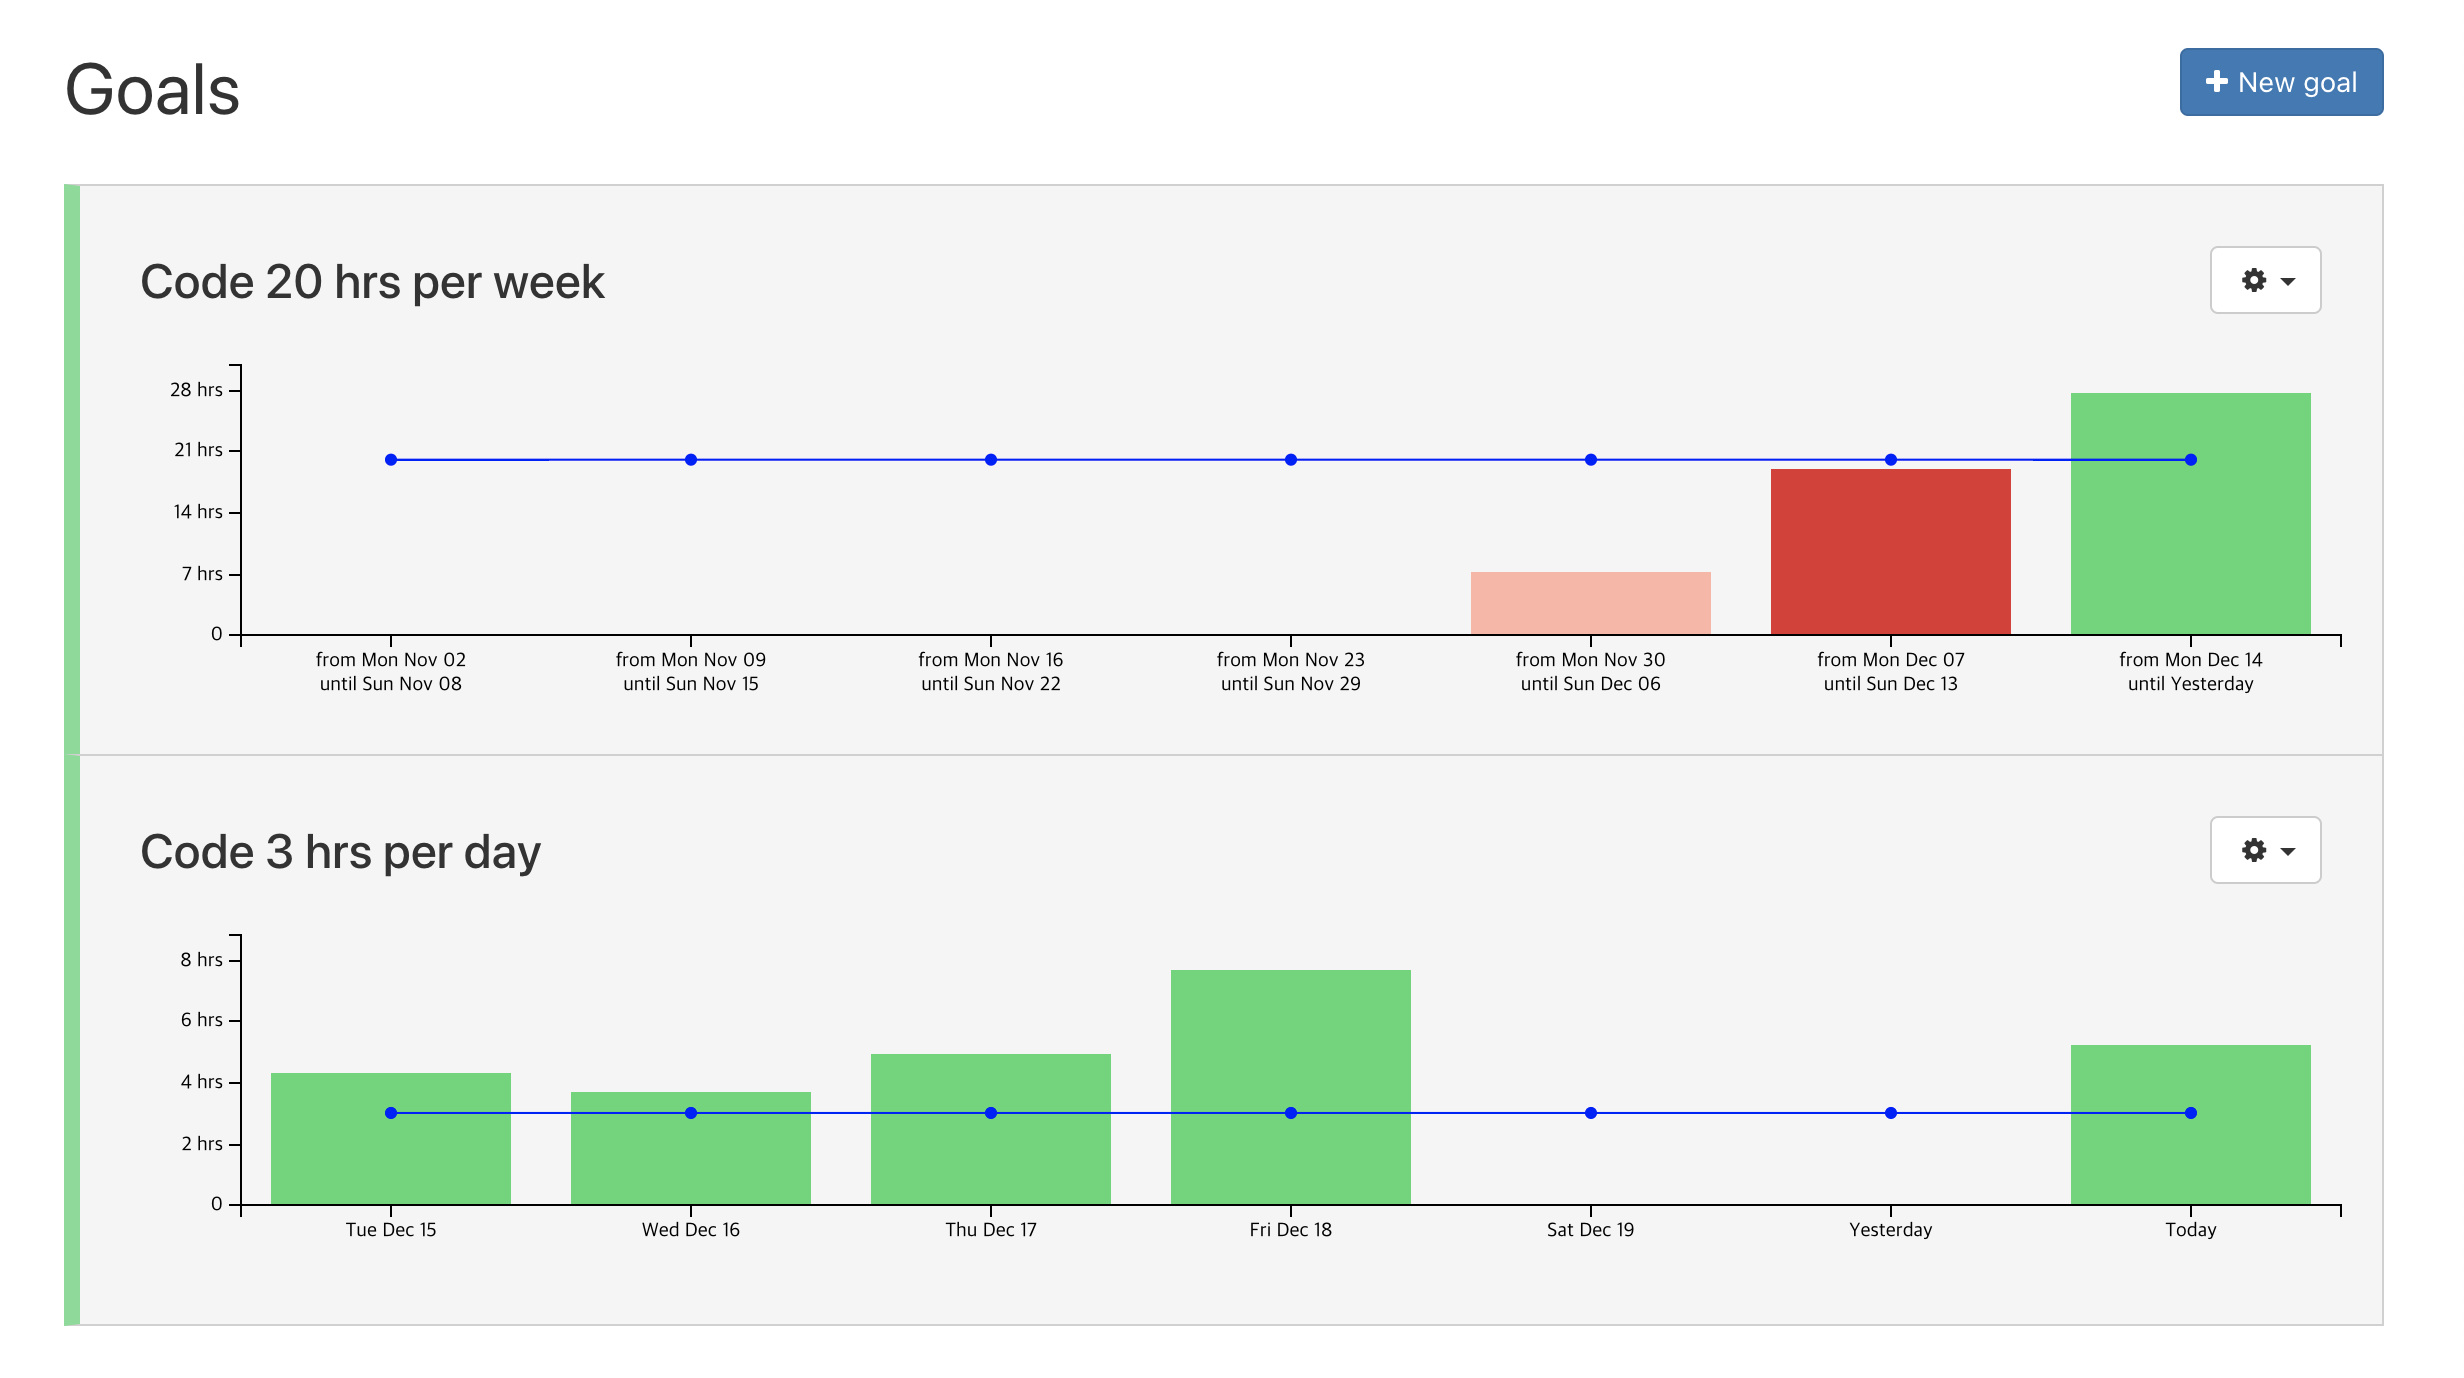 Goals
New goal
Code 20 hrs per week
28 hrs
21 hrs
14 hrs
7 hrs
0
from Mon Nov 02
until Sun Nov 08
from Mon Nov 09
until Sun Nov 15
from Mon Nov 16
until Sun Nov 22
from Mon Nov 23
until Sun Nov 29
from Mon Nov 30
until Sun Dec 06
from Mon Dec 07
until Sun Dec 13
from Mon Dec 14
until Yesterday
Code 3 hrs per day
8 hrs
6 hrs
4 hrs
2 hrs
0
Tue Dec 15
Wed Dec 16
Thu Dec 17
Fri Dec 18
Sat Dec 19
Yesterday
Today